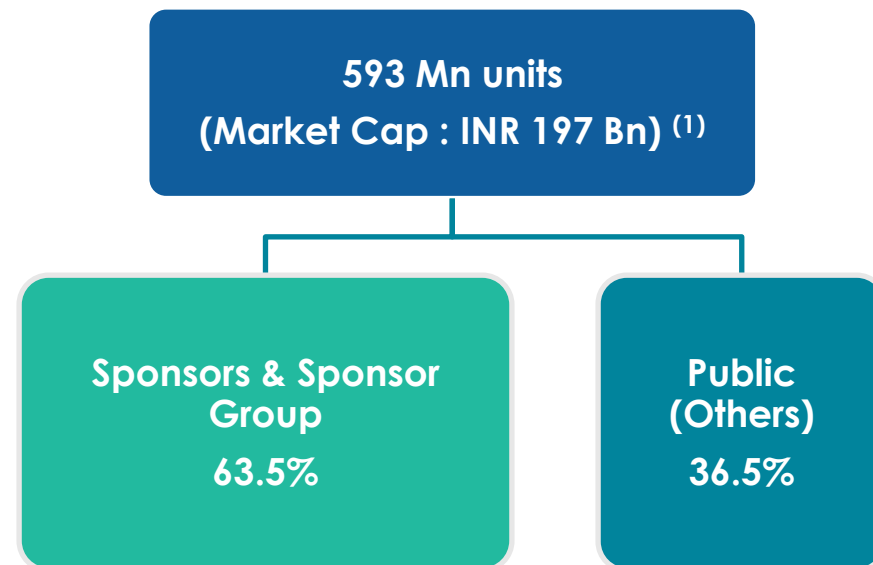 593 Mn units
(Market Cap : INR 197 Bn) (1)
Sponsors & Sponsor
Group
63.5%
Public
(Others)
36.5%